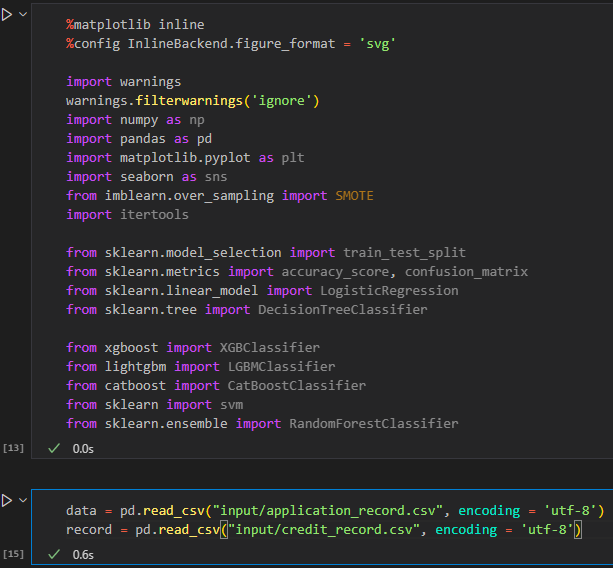 %matplotlib inline
%config InlineBackend.figure_format = 'svg'
import warnings
warnings.filterwarnings('ignore')
import numpy as np
import pandas as pd
import matplotlib.pyplot as plt
import seaborn as sns
from imblearn.over_sampling import SMOTE
import itertools
from sklearn.model_selection import train_test_split
from sklearn.metrics import accuracy_score, confusion_matrix
from sklearn.linear_model import LogisticRegression
from sklearn.tree import DecisionTreeClassifier
from xgboost import XGBClassifier
from lightgbm import LGBMClassifier
from catboost import CatBoostClassifier
from sklearn import svm
from sklearn.ensemble import RandomForestClassifier
[13] ✓ 0.0s
data = pd.read_csv("input/application_record.csv", encoding = 'utf-8')
record = pd.read_csv("input/credit_record.csv", encoding = 'utf-8')
[15] ✓ 0.6s